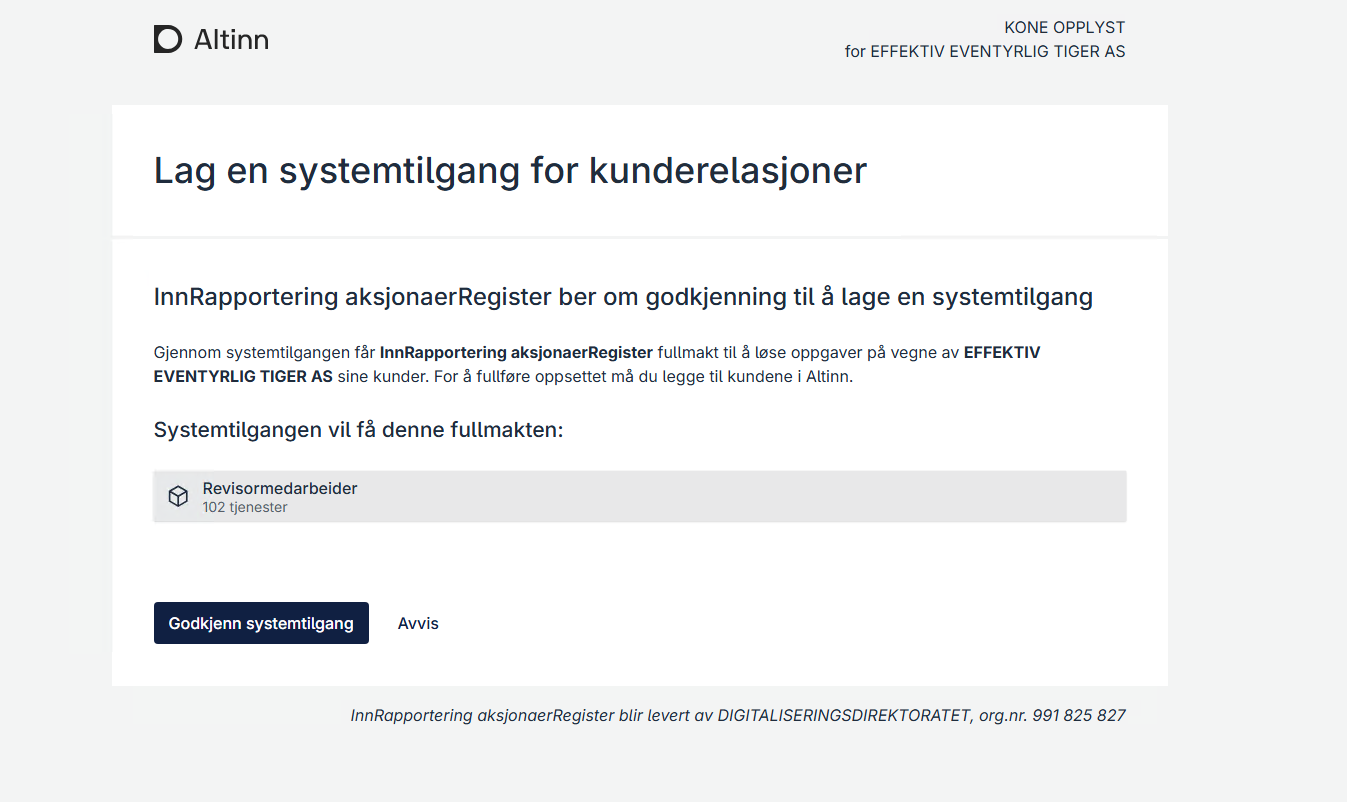 Altinn
KONE OPPLYST
for EFFEKTIV EVENTYRLIG TIGER AS
Lag en systemtilgang for kunderelasjoner
InnRapportering aksjonaerRegister ber om godkjenning til å lage en systemtilgang
Gjennom systemtilgangen får InnRapportering aksjonaerRegister fullmakt til å løse oppgaver på vegne av EFFEKTIV
EVENTYRLIG TIGER AS sine kunder. For å fullføre oppsettet må du legge til kundene i Altinn.
Systemtilgangen vil få denne fullmakten:
Revisormedarbeider
102 tjenester
Godkjenn systemtilgang
Avvis
InnRapportering aksjonaerRegister blir levert av DIGITALISERINGSDIREKTORATET, org.nr. 991 825 827